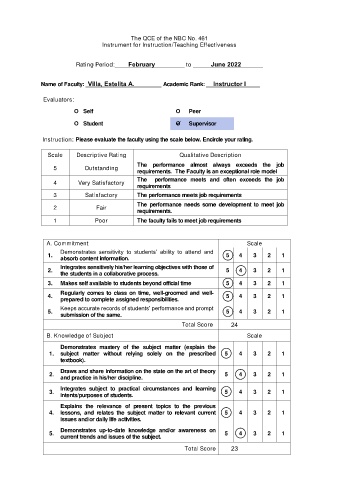 The QCE of the NBC No. 461
Instrument for Instruction/Teaching Effectiveness
Rating Period: February to June 2022
Name of Faculty: Villa, Estelita A. Academic Rank: Instructor I
Evaluators:
O Self O Peer
O Student Supervisor
Instruction: Please evaluate the faculty using the scale below. Encircle your rating.
Scale Descriptive Rating Qualitative Description
5 Outstanding The performance almost always exceeds the job
requirements. The Faculty is an exceptional role model
4 Very Satisfactory The performance meets and often exceeds the job
requirements
3 Satisfactory The performance meets job requirements
2 Fair The performance needs some development to meet job
requirements.
1 Poor The faculty fails to meet job requirements
A. Commitment Scale
1. Demonstrates sensitivity to students' ability to attend and
absorb content information. 5 4 3 2 1
2. Integrates sensitively his/her learning objectives with those of
the students in a collaborative process. 5 4 3 2 1
3. Makes self available to students beyond official time 5 4 3 2 1
4. Regularly comes to class on time, well-groomed and well-
prepared to complete assigned responsibilities. 5 4 3 2 1
5. Keeps accurate records of students' performance and prompt
submission of the same. 5 4 3 2 1
Total Score 24
B. Knowledge of Subject Scale
1. Demonstrates mastery of the subject matter (explain the
subject matter without relying solely on the prescribed
textbook). 5 4 3 2 1
2. Draws and share information on the state on the art of theory
and practice in his/her discipline. 5 4 3 2 1
3. Integrates subject to practical circumstances and learning
intents/purposes of students. 5 4 3 2 1
4. Explains the relevance of present topics to the previous
lessons, and relates the subject matter to relevant current
issues and/or daily life activities. 5 4 3 2 1
5. Demonstrates up-to-date knowledge and/or awareness on
current trends and issues of the subject. 5 4 3 2 1
Total Score 23